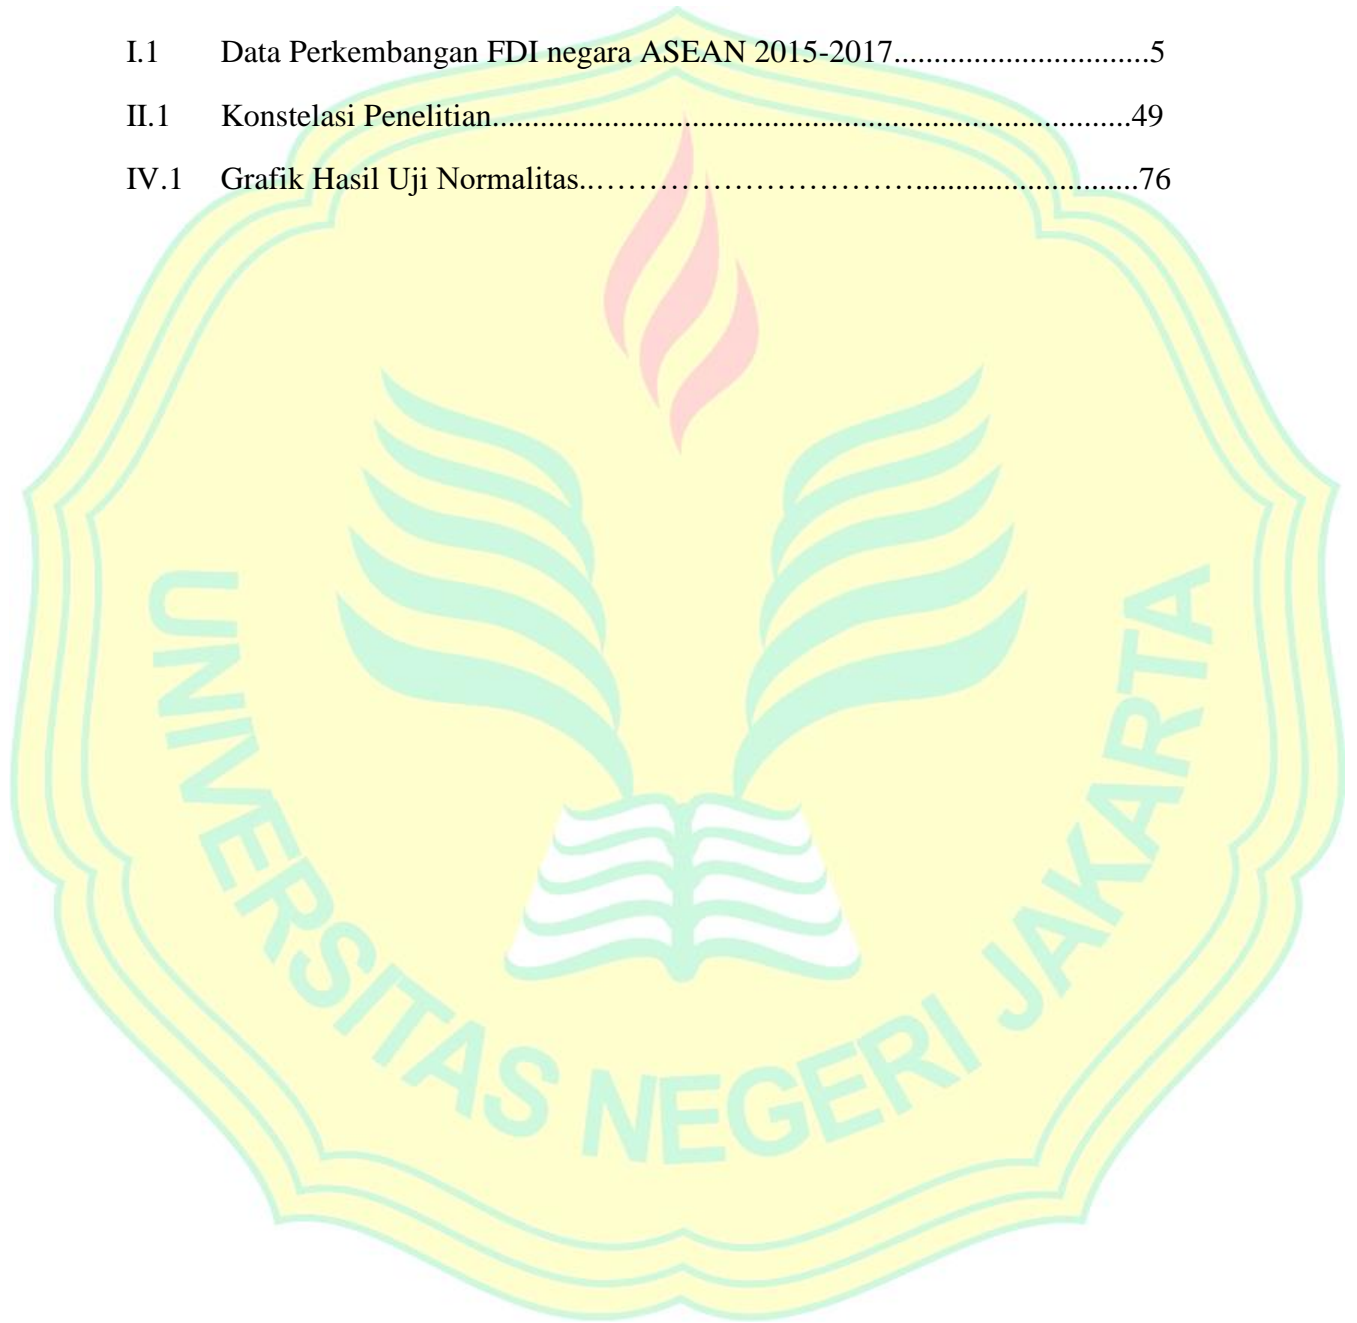 I.1 Data Perkembangan FDI negara ASEAN 2015-2017.................................5
II.1 Konstelasi Penelitian.................................................................................49
IV.1 Grafik Hasil Uji Normalitas..…………………………….............................76
UNIVERSITAS NEGERI JAKARTA